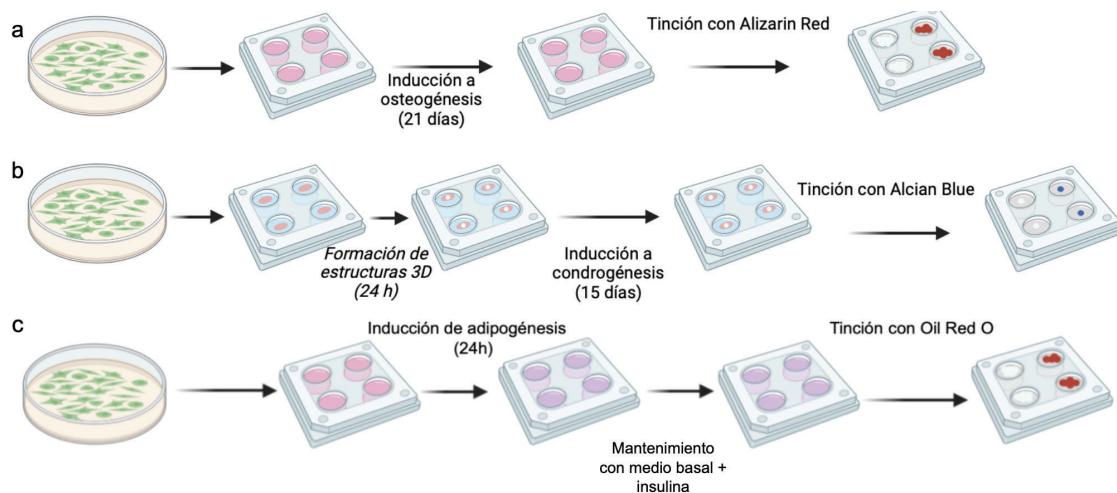 a
Tinción con Alizarin Red
Inducción a
osteogénesis
(21 días)
b
Tinción con Alcian Blue
Formación de
estructuras 3D
(24 h)
Inducción a
condrogénesis
(15 días)
c
Inducción de adipogénesis
(24h)
Tinción con Oil Red O
Mantenimiento
con medio basal +
insulina